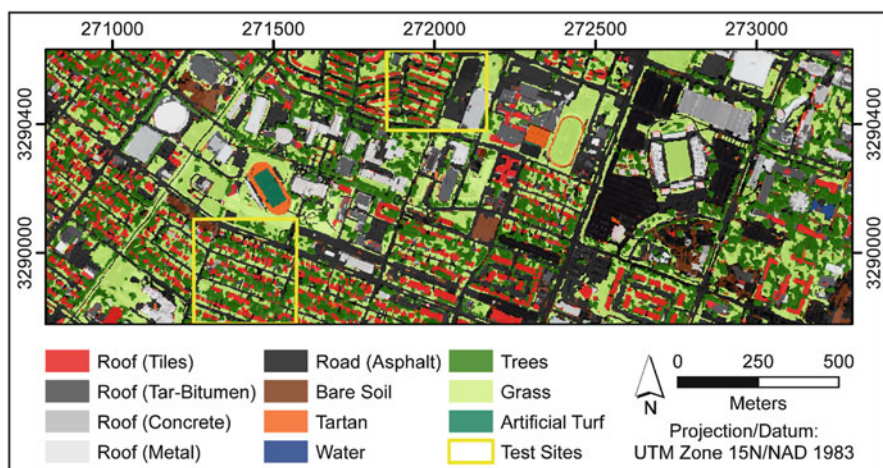 271000 271500 272000 272500 273000
3290400 3290400
3290000 3290000
Roof (Tiles)
Roof (Tar-Bitumen)
Roof (Concrete)
Roof (Metal)
Road (Asphalt)
Bare Soil
Tartan
Water
Trees
Grass
Artificial Turf
Test Sites
N
0 250 500
Meters
Projection/Datum:
UTM Zone 15N/NAD 1983